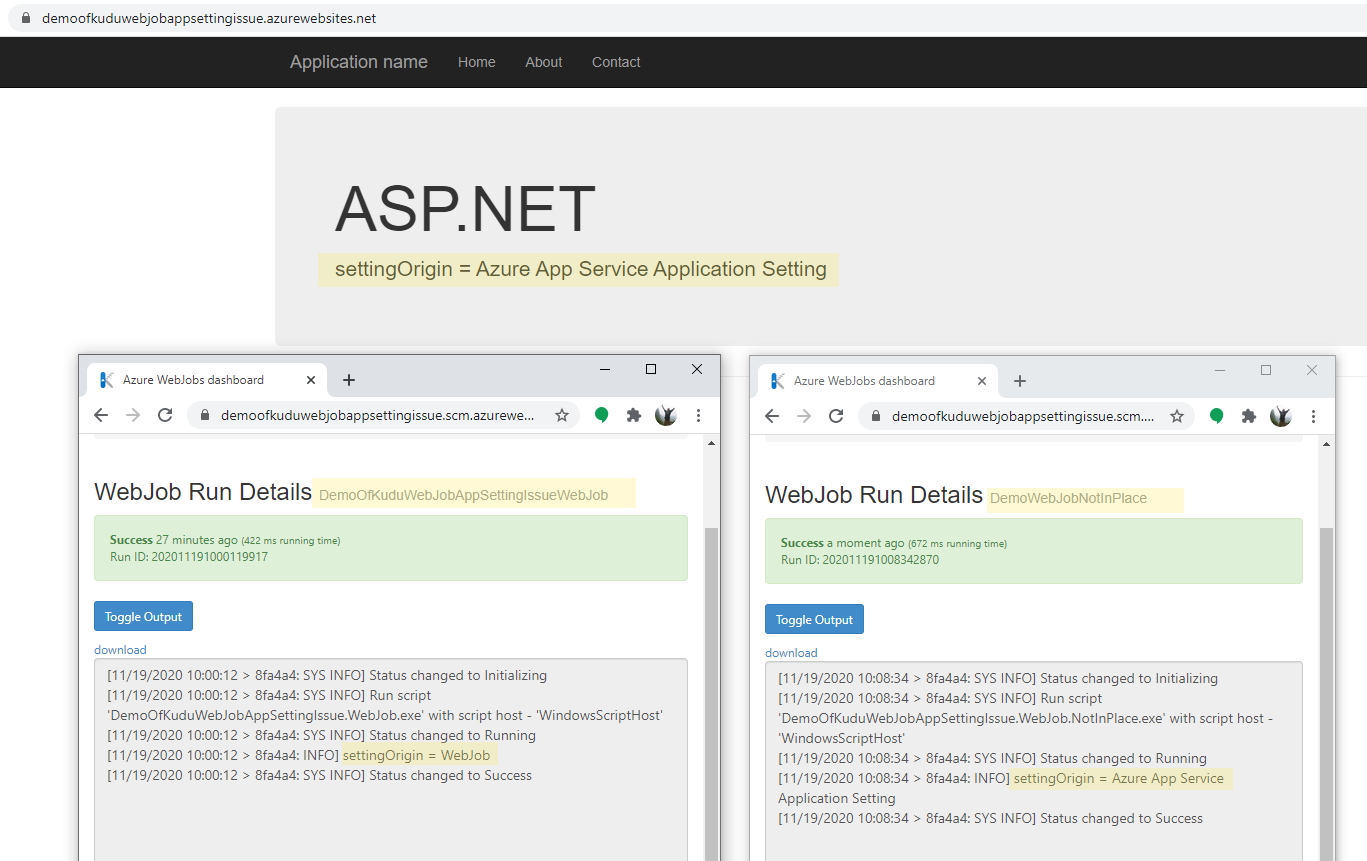 demoofkuduwebjobappsettingissue.azurewebsites.net
Application name Home About Contact
ASP.NET
settingOrigin = Azure App Service Application Setting
Azure WebJobs dashboard
demoofkuduwebjobappsettingissue.scm.azurewe...
WebJob Run Details DemoOfKuduWebJobAppSettingIssueWebJob
Success 27 minutes ago (422 ms running time)
Run ID: 202011191000119917
Toggle Output
download
[11/19/2020 10:00:12 > 8fa4a4: SYS INFO] Status changed to Initializing
[11/19/2020 10:00:12 > 8fa4a4: SYS INFO] Run script
'DemoOfKuduWebJobAppSettingIssue.WebJob.exe' with script host - 'WindowsScriptHost'
[11/19/2020 10:00:12 > 8fa4a4: SYS INFO] Status changed to Running
[11/19/2020 10:00:12 > 8fa4a4: INFO] settingOrigin = WebJob
[11/19/2020 10:00:12 > 8fa4a4: SYS INFO] Status changed to Success
Azure WebJobs dashboard
demoofkuduwebjobappsettingissue.scm....
WebJob Run Details DemoWebJobNotInPlace
Success a moment ago (672 ms running time)
Run ID: 202011191008342870
Toggle Output
download
[11/19/2020 10:08:34 > 8fa4a4: SYS INFO] Status changed to Initializing
[11/19/2020 10:08:34 > 8fa4a4: SYS INFO] Run script
'DemoOfKuduWebJobAppSettingIssue.WebJob.NotInPlace.exe' with script host -
'WindowsScriptHost'
[11/19/2020 10:08:34 > 8fa4a4: SYS INFO] Status changed to Running
[11/19/2020 10:08:34 > 8fa4a4: INFO] settingOrigin = Azure App Service
Application Setting
[11/19/2020 10:08:34 > 8fa4a4: SYS INFO] Status changed to Success